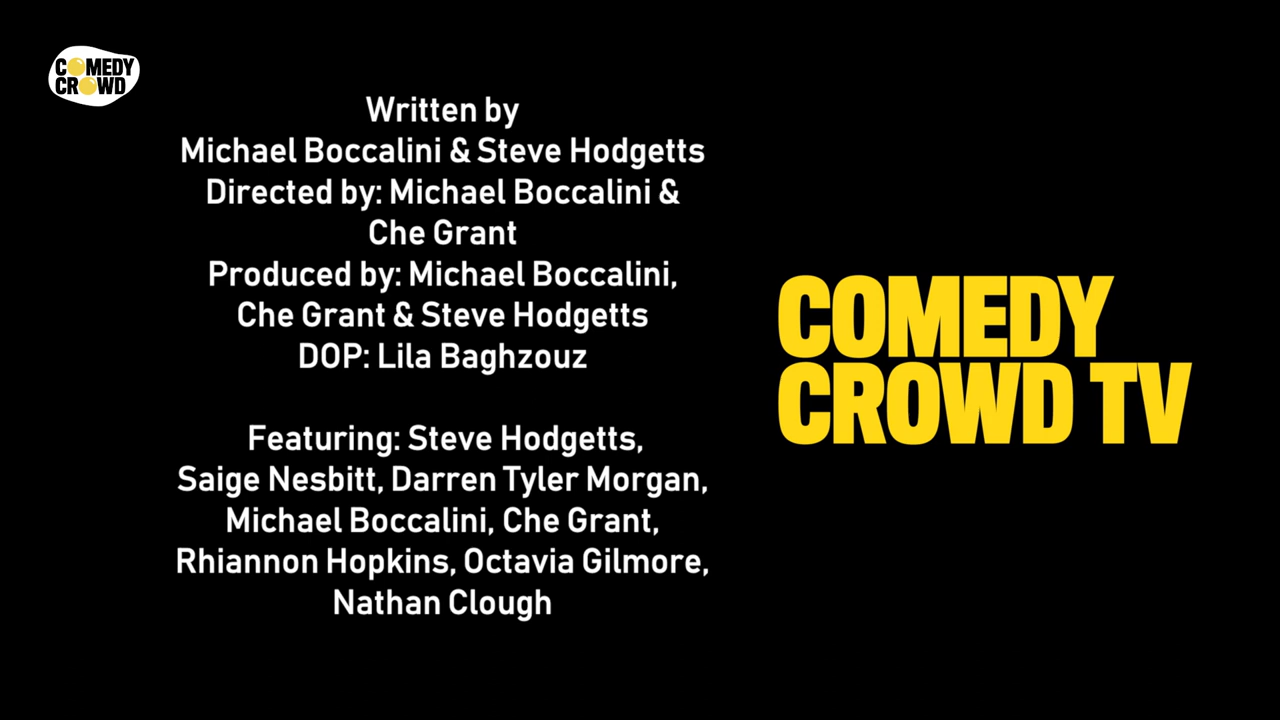 COMEDY
CROWD
Written by
Michael Boccalini & Steve Hodgetts
Directed by: Michael Boccalini &
Che Grant
Produced by: Michael Boccalini,
Che Grant & Steve Hodgetts
DOP: Lila Baghzouz
Featuring: Steve Hodgetts,
Saige Nesbitt, Darren Tyler Morgan,
Michael Boccalini, Che Grant,
Rhiannon Hopkins, Octavia Gilmore,
Nathan Clough
COMEDY
CROWD TV